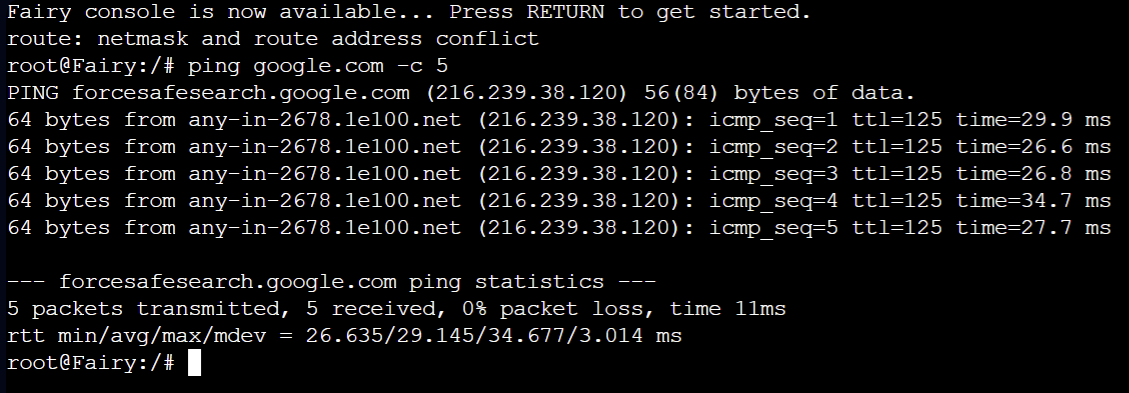 Fairy console is now available... Press RETURN to get started.
route: netmask and route address conflict
root@Fairy:/# ping google.com -c 5
PING forcesafesearch.google.com (216.239.38.120) 56(84) bytes of data.
64 bytes from any-in-2678.1e100.net (216.239.38.120): icmp_seq=1 ttl=125 time=29.9 ms
64 bytes from any-in-2678.1e100.net (216.239.38.120): icmp_seq=2 ttl=125 time=26.6 ms
64 bytes from any-in-2678.1e100.net (216.239.38.120): icmp_seq=3 ttl=125 time=26.8 ms
64 bytes from any-in-2678.1e100.net (216.239.38.120): icmp_seq=4 ttl=125 time=34.7 ms
64 bytes from any-in-2678.1e100.net (216.239.38.120): icmp_seq=5 ttl=125 time=27.7 ms

--- forcesafesearch.google.com ping statistics ---
5 packets transmitted, 5 received, 0% packet loss, time 11ms
rtt min/avg/max/mdev = 26.635/29.145/34.677/3.014 ms
root@Fairy:/#